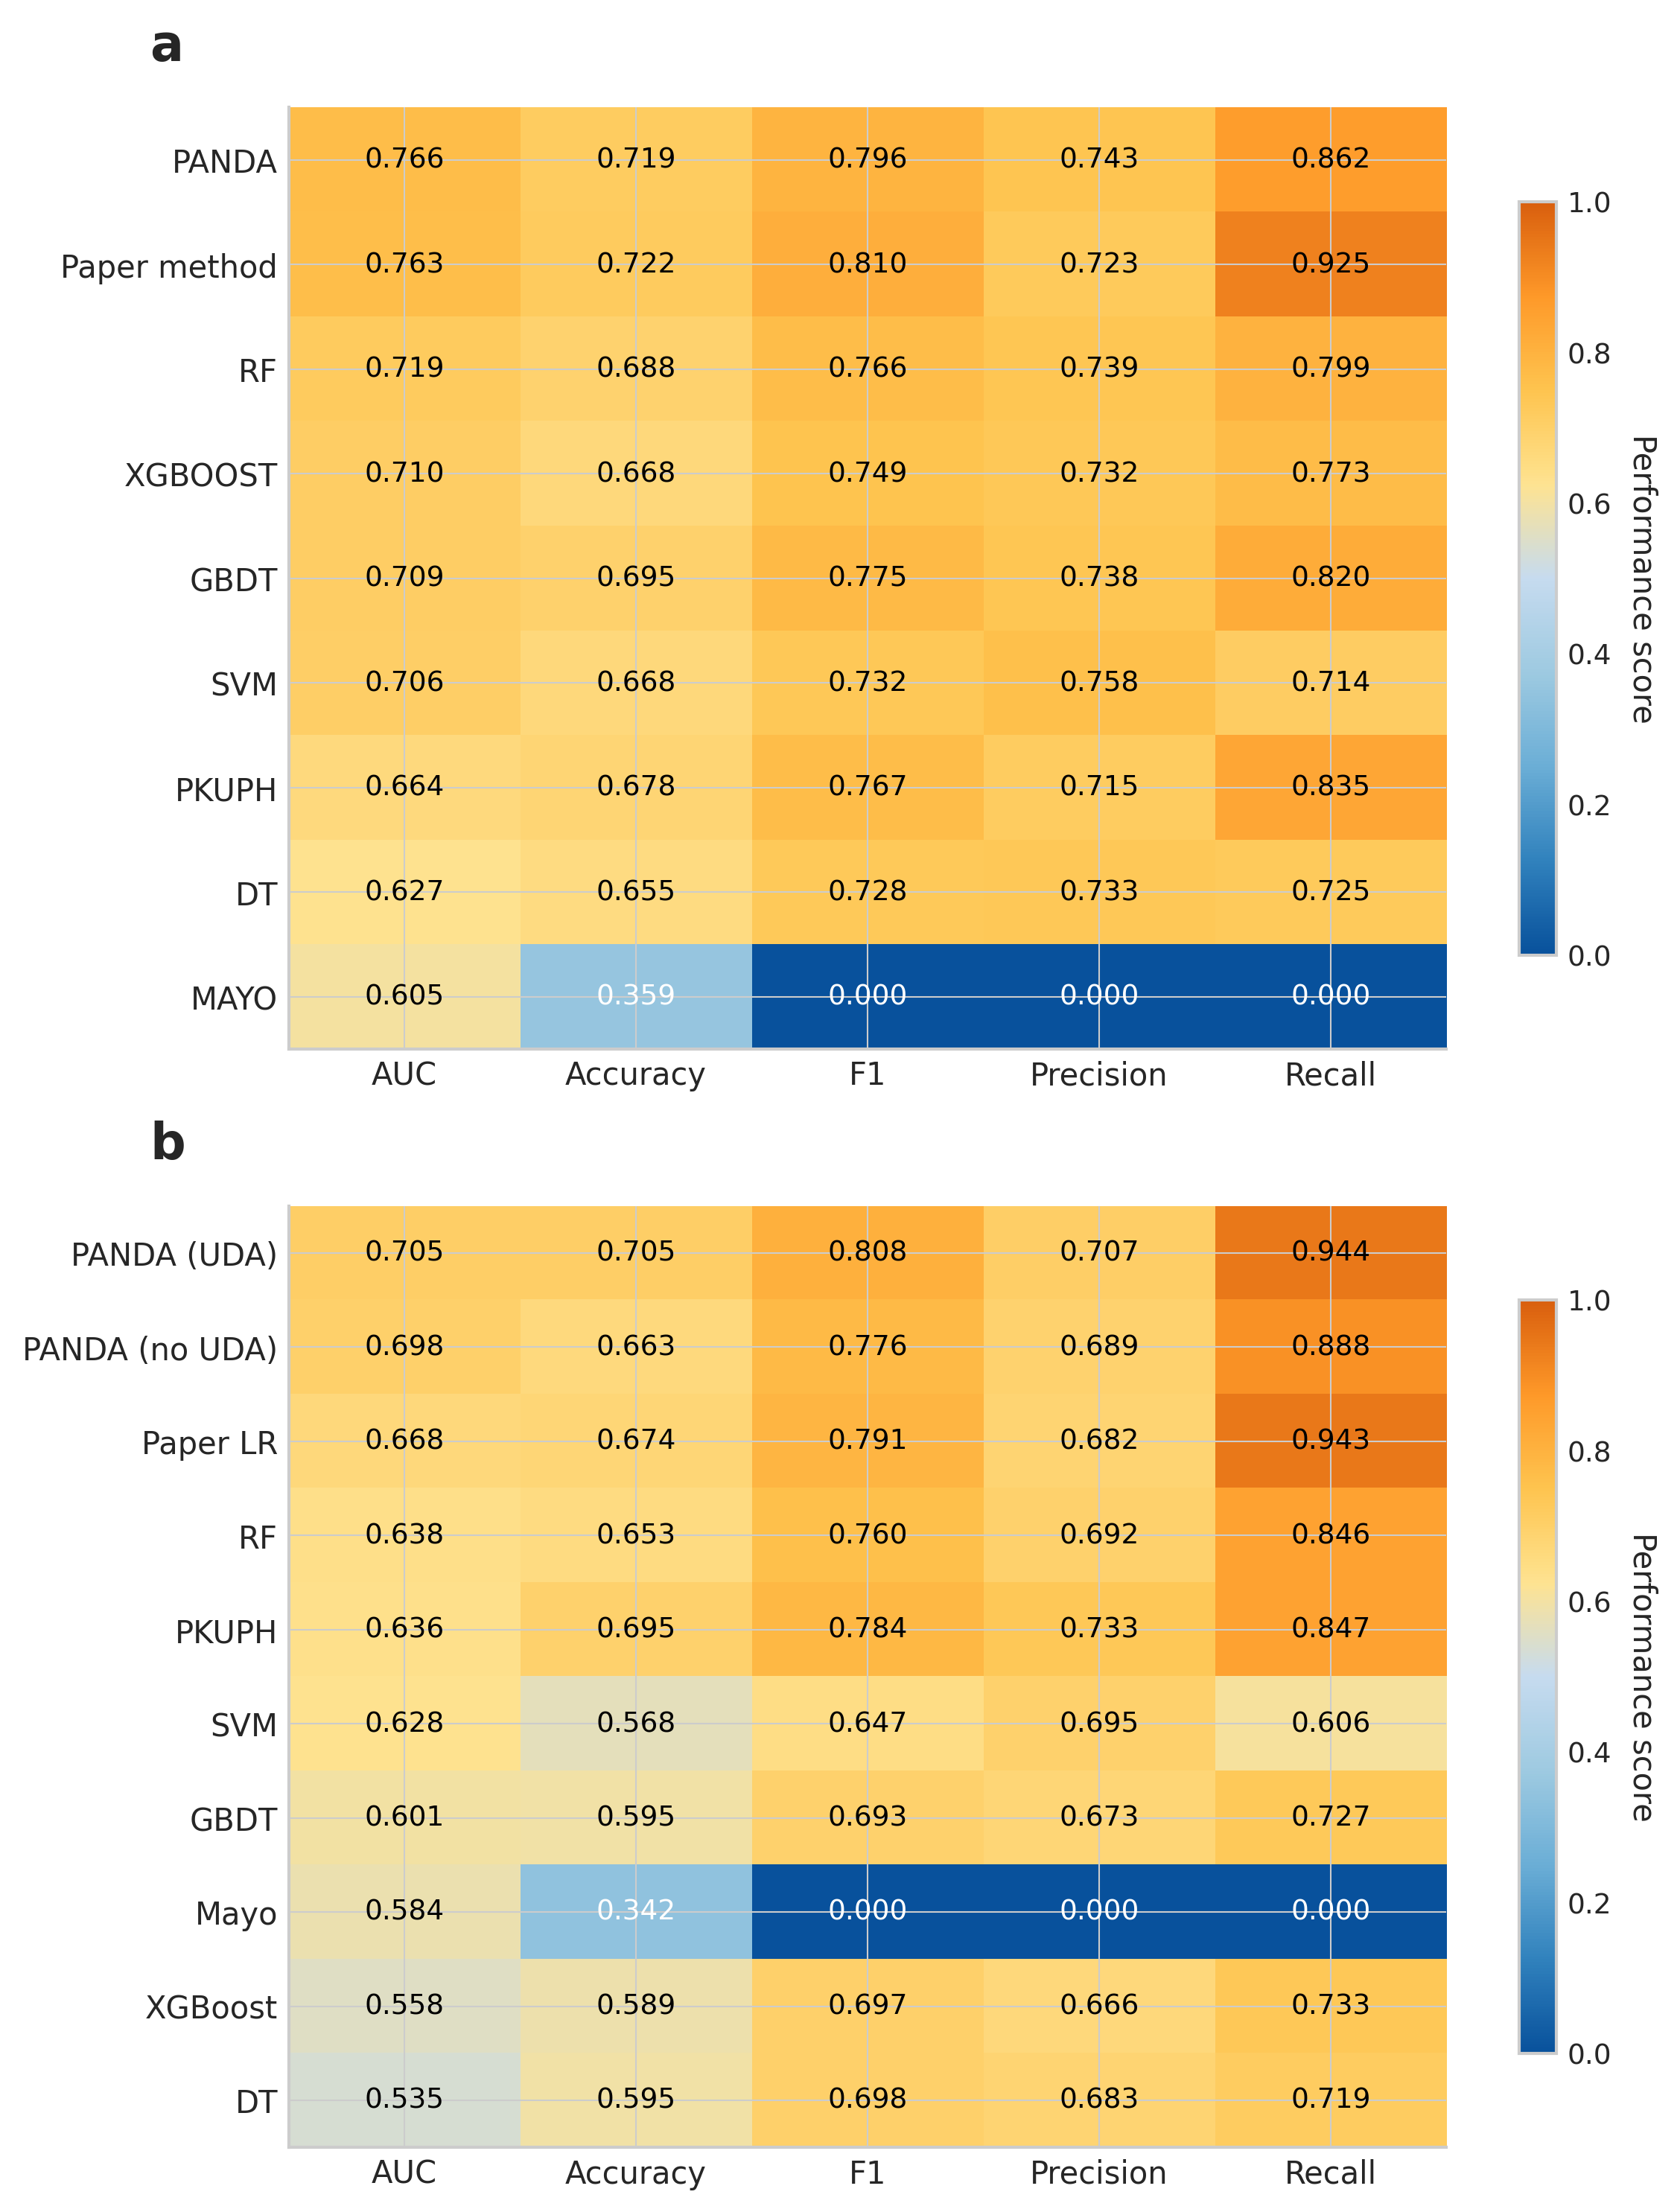 a
PANDA 0.766 0.719 0.796 0.743 0.862
Paper method 0.763 0.722 0.810 0.723 0.925
RF 0.719 0.688 0.766 0.739 0.799
XGBOOST 0.710 0.668 0.749 0.732 0.773
GBDT 0.709 0.695 0.775 0.738 0.820
SVM 0.706 0.668 0.732 0.758 0.714
PKUPH 0.664 0.678 0.767 0.715 0.835
DT 0.627 0.655 0.728 0.733 0.725
MAYO 0.605 0.359 0.000 0.000 0.000
AUC Accuracy F1 Precision Recall
1.0
0.8
0.6
0.4
0.2
0.0
Performance score
b
PANDA (UDA) 0.705 0.705 0.808 0.707 0.944
PANDA (no UDA) 0.698 0.663 0.776 0.689 0.888
Paper LR 0.668 0.674 0.791 0.682 0.943
RF 0.638 0.653 0.760 0.692 0.846
PKUPH 0.636 0.695 0.784 0.733 0.847
SVM 0.628 0.568 0.647 0.695 0.606
GBDT 0.601 0.595 0.693 0.673 0.727
Mayo 0.584 0.342 0.000 0.000 0.000
XGBoost 0.558 0.589 0.697 0.666 0.733
DT 0.535 0.595 0.698 0.683 0.719
AUC Accuracy F1 Precision Recall
1.0
0.8
0.6
0.4
0.2
0.0
Performance score